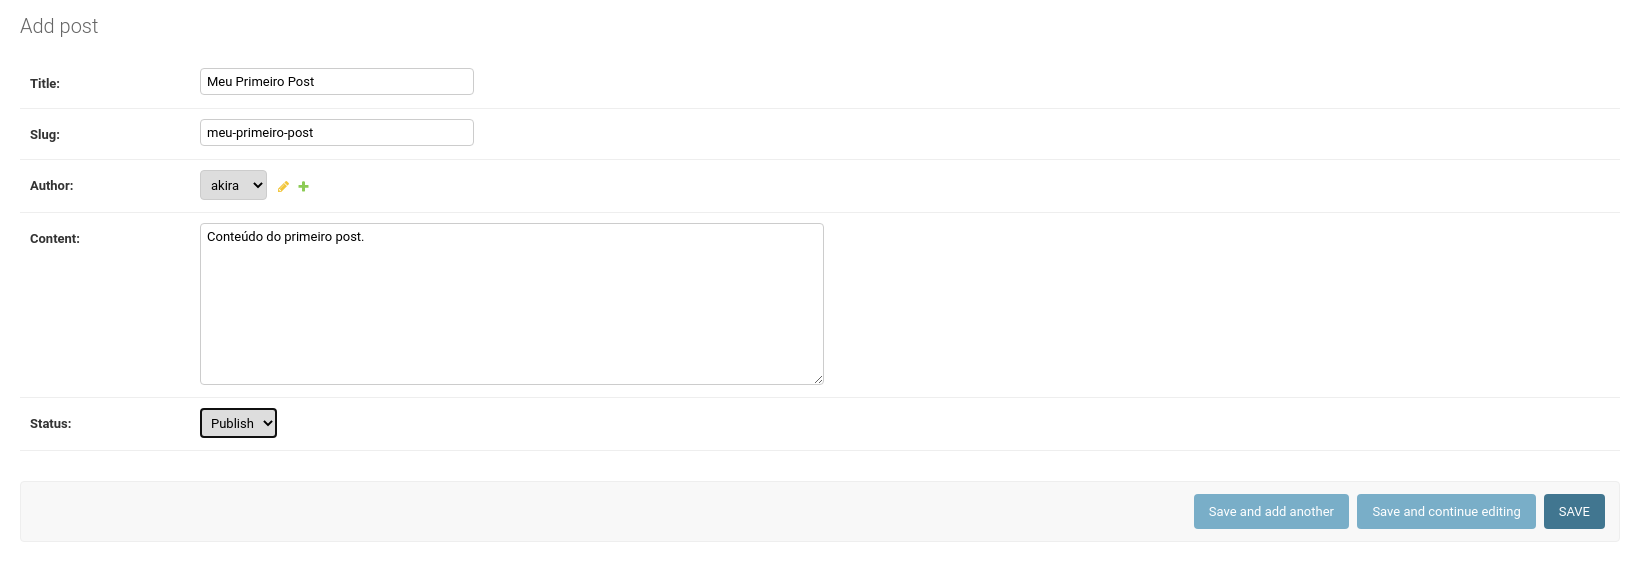 Add post
Title: Meu Primeiro Post
Slug: meu-primeiro-post
Author: akira
Content: Conteúdo do primeiro post.
Status: Publish
Save and add another Save and continue editing SAVE